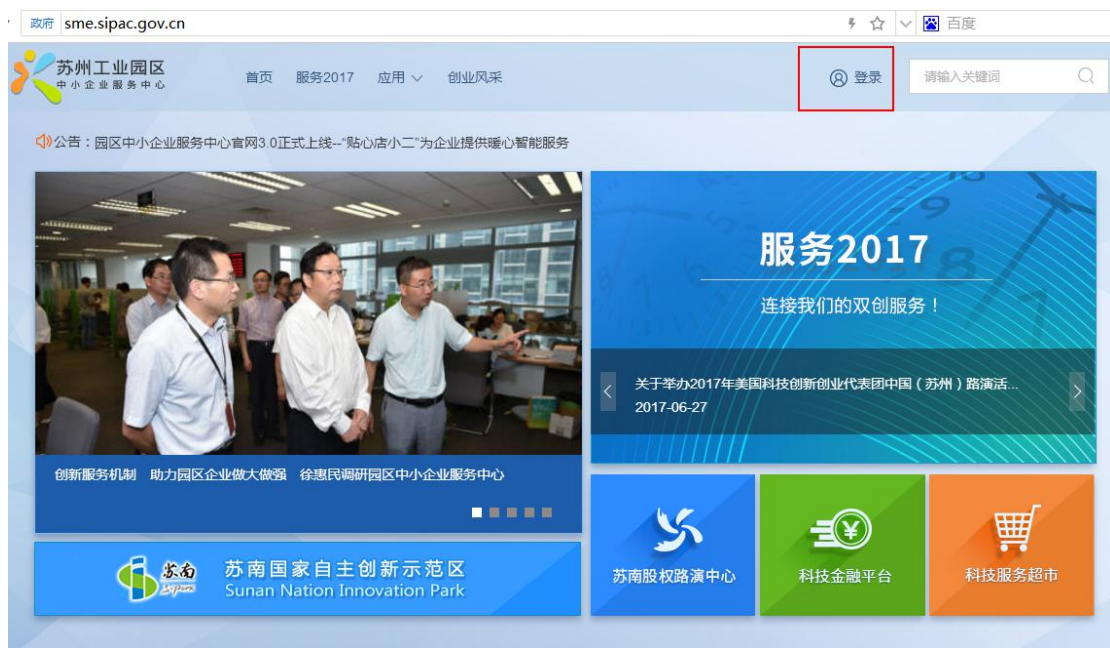 政府 sme.sipac.gov.cn 百度
苏州工业园区
中小企业服务中心
首页 服务2017 应用 创业风采 登录 请输入关键词
公告：园区中小企业服务中心官网3.0正式上线--“贴心店小二”为企业提供暖心智能服务
服务2017
连接我们的双创服务！
关于举办2017年美国科技创新创业代表团中国（苏州）路演活...
2017-06-27
创新服务机制 助力园区企业做大做强 徐惠民调研园区中小企业服务中心
苏南
Sipark
苏南国家自主创新示范区
Sunan Nation Innovation Park
苏南股权路演中心
科技金融平台
科技服务超市